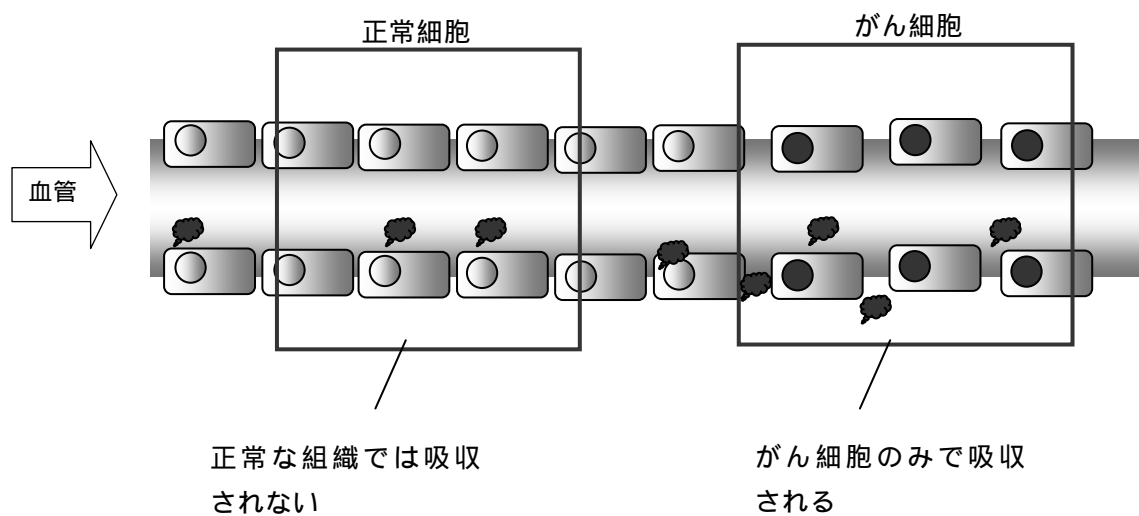 正常細胞
がん細胞
血管
正常な組織では吸収
されない
がん細胞のみで吸収
される